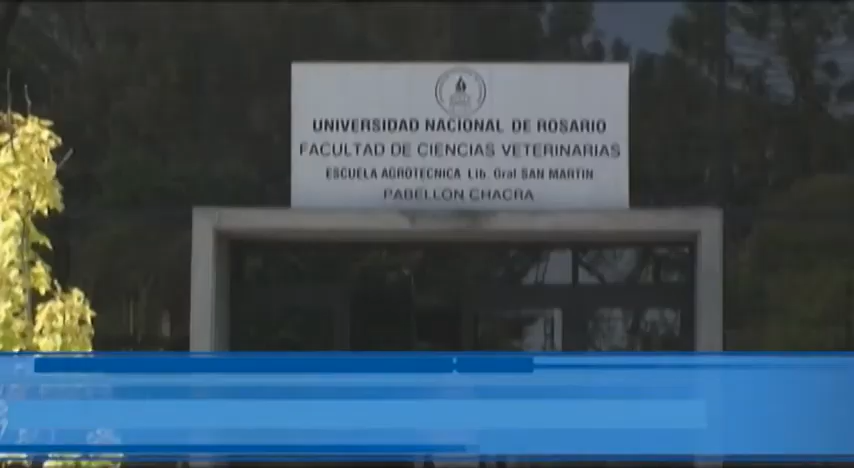 UNIVERSIDAD NACIONAL DE ROSARIO
FACULTAD DE CIENCIAS VETERINARIAS
ESCUELA AGROTECNICA Lib. Gral SAN MARTIN
PABELLON CHACRA